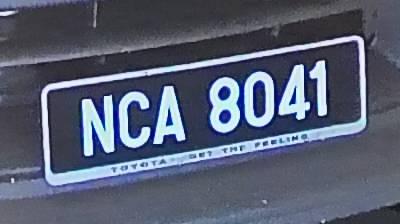 NCA 8041
TOYOTA GET THE FEELING